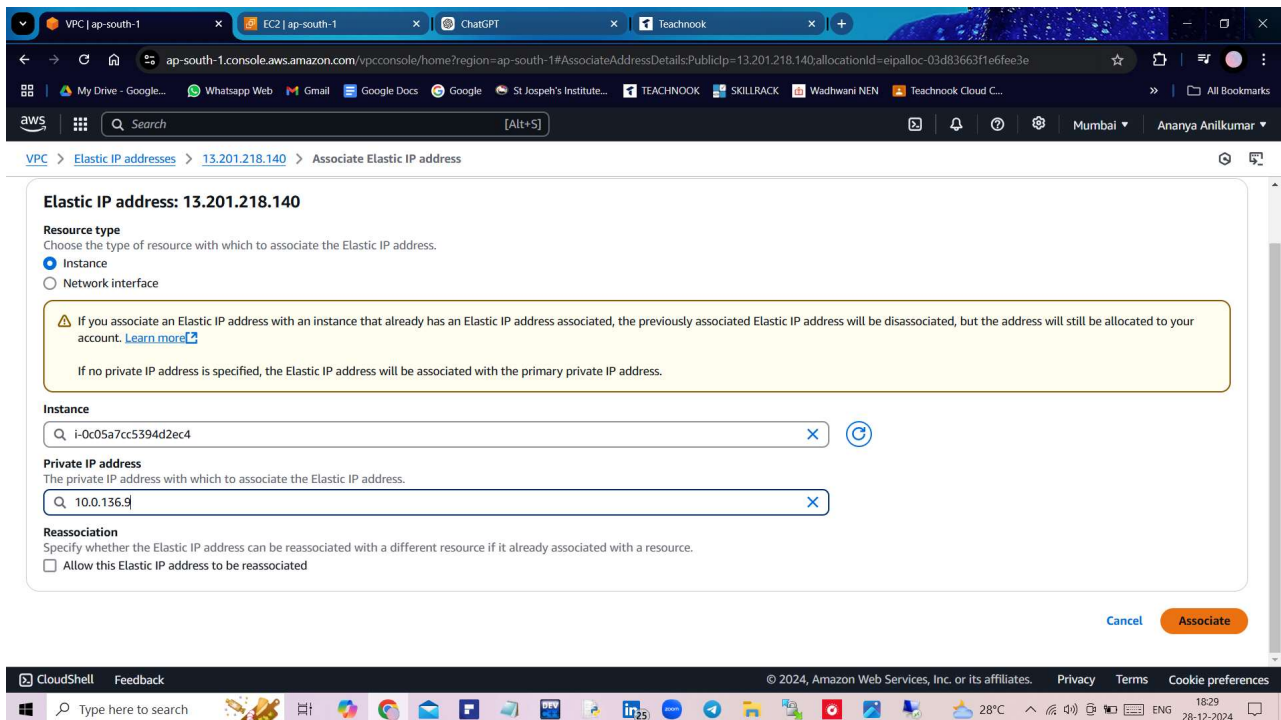 VPC | ap-south-1
EC2 | ap-south-1
ChatGPT
Teachnook
ap-south-1.console.aws.amazon.com/vpcconsole/home?region=ap-south-1#AssociateAddressDetails:PublicIp=13.201.218.140;allocationId=eipalloc-03d83663f1e6fee3e
My Drive - Google...
Whatsapp Web
Gmail
Google Docs
Google
St Jospeh's Institute...
TEACHNOOK
SKILLRACK
Wadhwani NEN
Teachnook Cloud C...
»
All Bookmarks
aws
Search
[Alt+S]
Mumbai
Ananya Anilkumar
VPC > Elastic IP addresses > 13.201.218.140 > Associate Elastic IP address
Elastic IP address: 13.201.218.140
Resource type
Choose the type of resource with which to associate the Elastic IP address.
Instance
Network interface
If you associate an Elastic IP address with an instance that already has an Elastic IP address associated, the previously associated Elastic IP address will be disassociated, but the address will still be allocated to your
account. Learn more
If no private IP address is specified, the Elastic IP address will be associated with the primary private IP address.
Instance
i-0c05a7cc5394d2ec4
Private IP address
The private IP address with which to associate the Elastic IP address.
10.0.136.9
Reassociation
Specify whether the Elastic IP address can be reassociated with a different resource if it already associated with a resource.
Allow this Elastic IP address to be reassociated
Cancel
Associate
CloudShell
Feedback
© 2024, Amazon Web Services, Inc. or its affiliates.
Privacy
Terms
Cookie preferences
Type here to search
DEV
in 25
zoom
28°C
ENG
18:29
28-12-2024